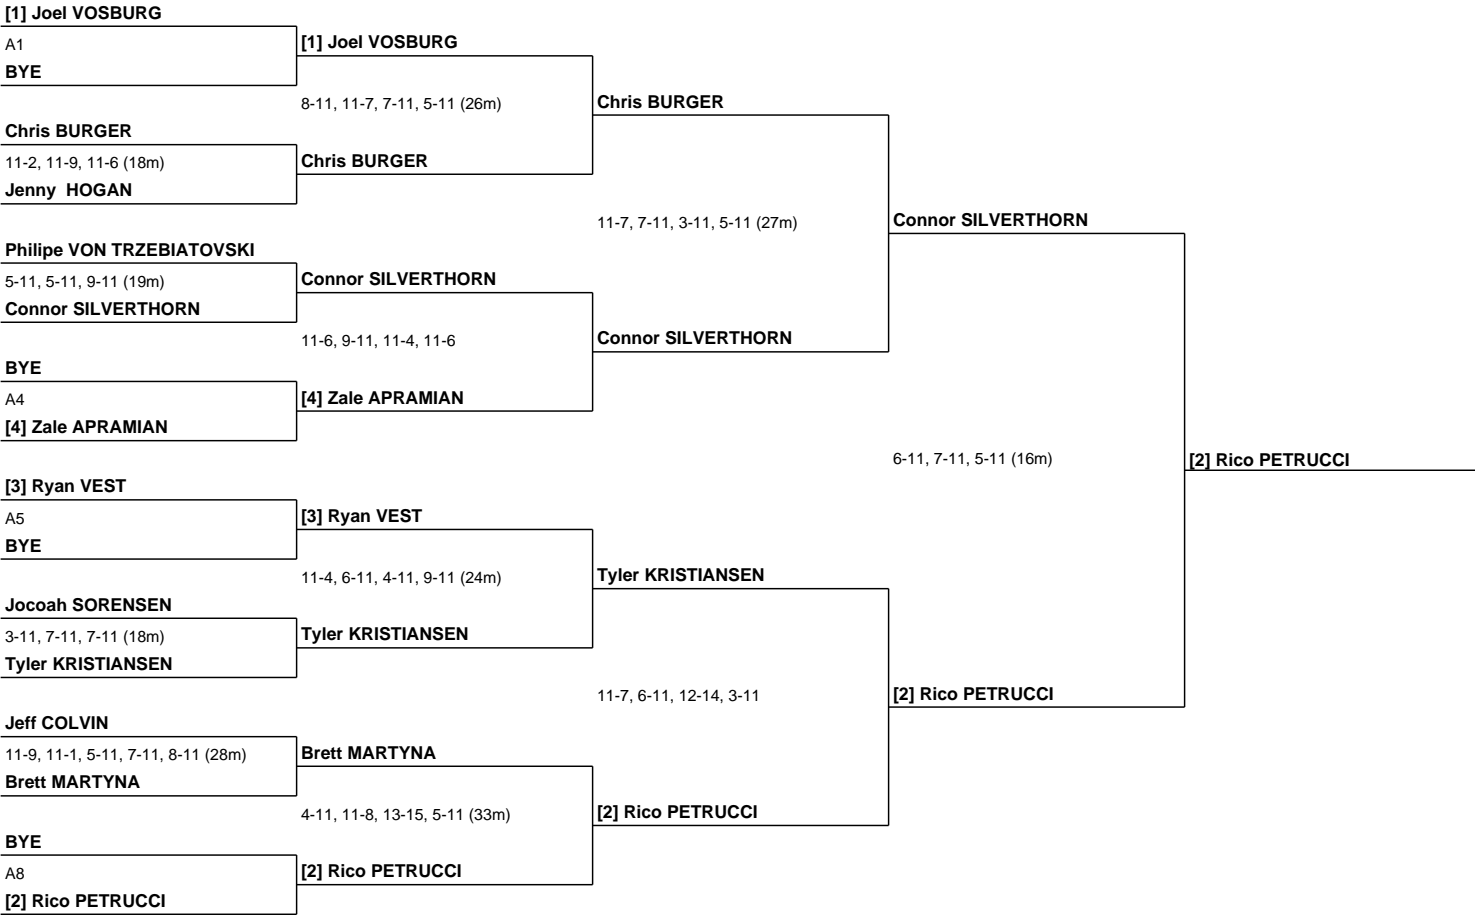 [1] Joel VOSBURG
A1
BYE
Chris BURGER
11-2, 11-9, 11-6 (18m)
Jenny  HOGAN
Philipe VON TRZEBIATOVSKI
5-11, 5-11, 9-11 (19m)
Connor SILVERTHORN
BYE
A4
[4] Zale APRAMIAN
[3] Ryan VEST
A5
BYE
Jocoah SORENSEN
3-11, 7-11, 7-11 (18m)
Tyler KRISTIANSEN
Jeff COLVIN
11-9, 11-1, 5-11, 7-11, 8-11 (28m)
Brett MARTYNA
BYE
A8
[2] Rico PETRUCCI
[1] Joel VOSBURG
8-11, 11-7, 7-11, 5-11 (26m)
Chris BURGER
Connor SILVERTHORN
11-6, 9-11, 11-4, 11-6
[4] Zale APRAMIAN
[3] Ryan VEST
11-4, 6-11, 4-11, 9-11 (24m)
Tyler KRISTIANSEN
Brett MARTYNA
4-11, 11-8, 13-15, 5-11 (33m)
[2] Rico PETRUCCI
Chris BURGER
11-7, 7-11, 3-11, 5-11 (27m)
Connor SILVERTHORN
Tyler KRISTIANSEN
11-7, 6-11, 12-14, 3-11
[2] Rico PETRUCCI
Connor SILVERTHORN
6-11, 7-11, 5-11 (16m)
[2] Rico PETRUCCI
[2] Rico PETRUCCI